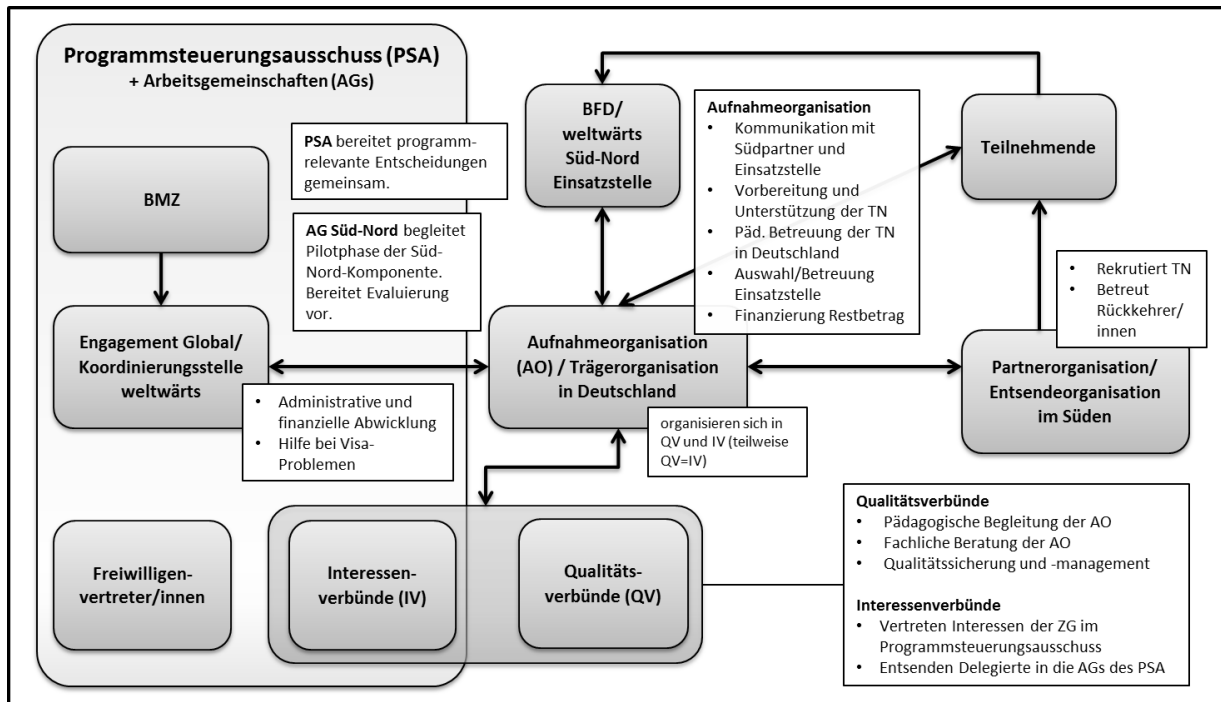 Programmsteuerungsausschuss (PSA)
+ Arbeitsgemeinschaften (AGs)
PSA bereitet programm-
relevante Entscheidungen
gemeinsam.
BMZ
AG Süd-Nord begleitet
Pilotphase der Süd-
Nord-Komponente.
Bereitet Evaluierung
vor.
Engagement Global/
Koordinierungsstelle
weltwärts
• Administrative und
finanzielle Abwicklung
• Hilfe bei Visa-
Problemen
Freiwilligen-
vertreter/innen
Interessen-
verbünde (IV)
Qualitäts-
verbünde (QV)
BFD/
weltwärts
Süd-Nord
Einsatzstelle
Aufnahmeorganisation
• Kommunikation mit
Südpartner und
Einsatzstelle
• Vorbereitung und
Unterstützung der TN
• Päd. Betreuung der TN
in Deutschland
• Auswahl/Betreuung
Einsatzstelle
• Finanzierung Restbetrag
Teilnehmende
• Rekrutiert TN
• Betreut
Rückkehrer/
innen
Aufnahmeorganisation
(AO) / Trägerorganisation
in Deutschland
organisieren sich in
QV und IV (teilweise
QV=IV)
Partnerorganisation/
Entsendeorganisation
im Süden
Qualitätsverbünde
• Pädagogische Begleitung der AO
• Fachliche Beratung der AO
• Qualitätssicherung und -management
Interessenverbünde
• Vertreten Interessen der ZG im
Programmsteuerungsausschuss
• Entsenden Delegierte in die AGs des PSA